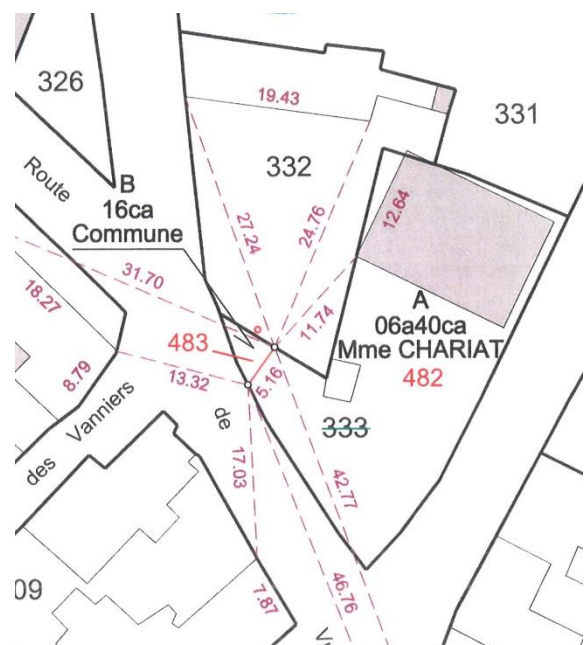 326
19.43
331
332
Route
B
16ca
Commune
27.24
24.76
12.64
31.70
11.74
A
06a40ca
Mme CHARIAT
482
18.27
483
8.79
13.32
5.16
des Vanniers
de
333
17.03
42.77
46.76
09
7.87